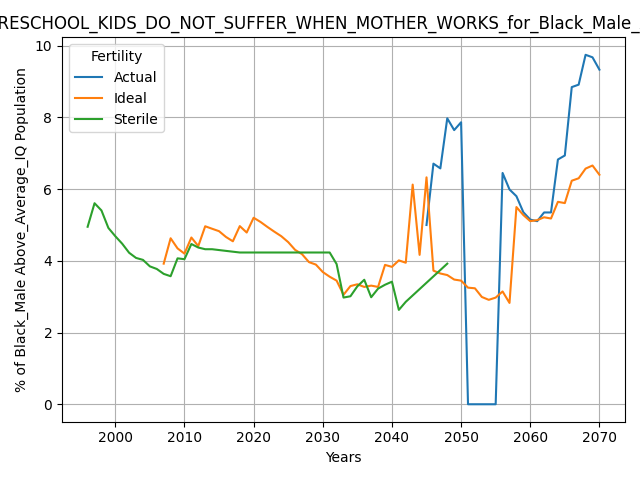 RESCHOOL_KIDS_DO_NOT_SUFFER_WHEN_MOTHER_WORKS_for_Black_Male_
Fertility
Actual
Ideal
Sterile
% of Black_Male Above_Average_IQ Population
10
8
6
4
2
0
2000 2010 2020 2030 2040 2050 2060 2070
Years